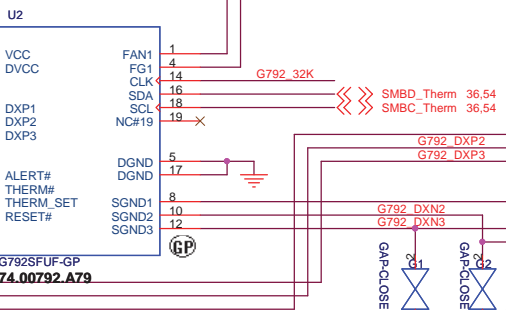 U2
VCC FAN1 1
DVCC FG1 4
CLK 14 G792_32K
SDA 16 SMBD_Therm 36,54
DXP1 SCL 18 SMBC_Therm 36,54
DXP2 NC#19 19
DXP3
G792_DXP2
G792_DXP3
DGND 5
ALERT# DGND 17
THERM#
THERM_SET SGND1 8
RESET# SGND2 10 G792_DXN2
SGND3 12 G792_DXN3
GP
G792SFUF-GP
74.00792.A79
GAP-CLOSE
2
G1
GAP-CLOSE
2
G2